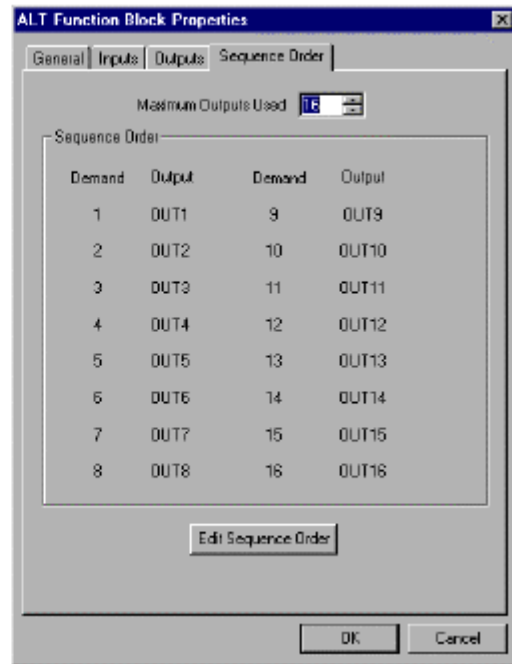 ALT Function Block Properties
General Inputs Outputs Sequence Order
Maximum Outputs Used 16
Sequence Order
Demand Output Demand Output
1 OUT1 9 OUT9
2 OUT2 10 OUT10
3 OUT3 11 OUT11
4 OUT4 12 OUT12
5 OUT5 13 OUT13
6 OUT6 14 OUT14
7 OUT7 15 OUT15
8 OUT8 16 OUT16
Edit Sequence Order
OK Cancel